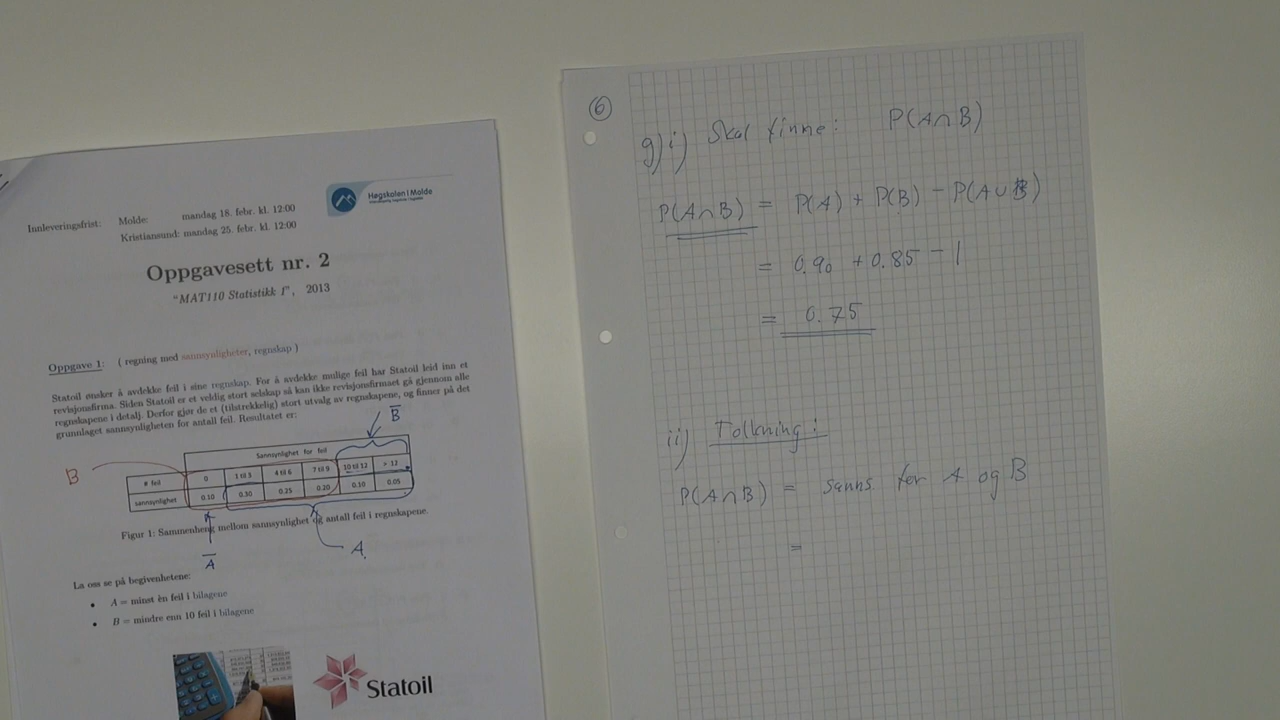 Høgskolen i Molde
Innleveringsfrist: Molde: mandag 18. febr. kl. 12:00
Kristiansund: mandag 25. febr. kl. 12:00
Oppgavesett nr. 2
"MAT110 Statistikk I", 2013
Oppgave 1: ( regning med sannsynligheter, regnskap )
Statoil ønsker å avdekke feil i sine regnskap. For å avdekke mulige feil har Statoil leid inn et
revisjonsfirma. Siden Statoil er et veldig stort selskap så kan ikke revisjonsfirmaet gå gjennom alle
regnskapene i detalj. Derfor gjør de et (tilstrekkelig) stort utvalg av regnskapene, og finner på det
grunnlaget sannsynligheten for antall feil. Resultatet er:
B̅
B
Sannsynlighet for feil
# feil 0 1 til 3 4 til 6 7 til 9 10 til 12 > 12
sannsynlighet 0.10 0.30 0.25 0.20 0.10 0.05
Figur 1: Sammenheng mellom sannsynlighet og antall feil i regnskapene.
A̅
A
La oss se på begivenhetene:
• A = minst èn feil i bilagene
• B = mindre enn 10 feil i bilagene
Statoil
6
g) i) Skal finne: P(A∩B)
P(A∩B) = P(A) + P(B) - P(A∪B)
= 0.90 + 0.85 - 1
= 0.75
ii) Tolkning:
P(A∩B) = sanns. for A og B
=